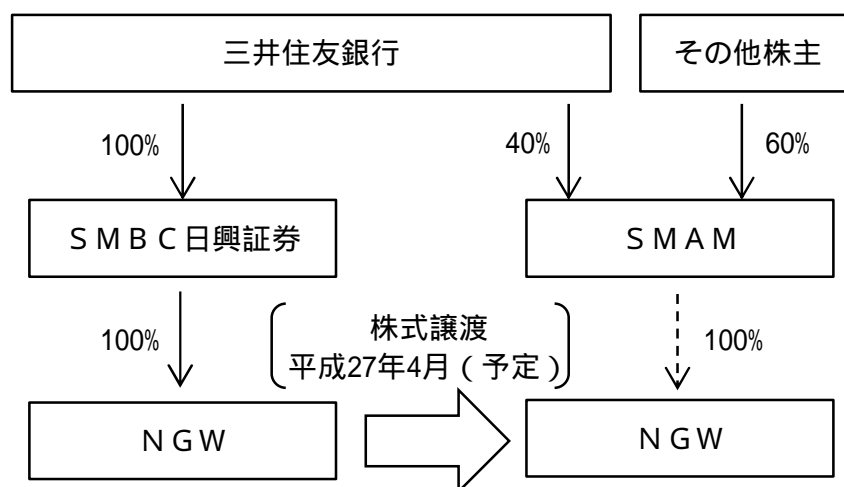 三井住友銀行
その他株主
100%
40%
60%
ＳＭＢＣ日興証券
ＳＭＡＭ
100%
株式譲渡
平成27年4月（予定）
100%
ＮＧＷ
ＮＧＷ